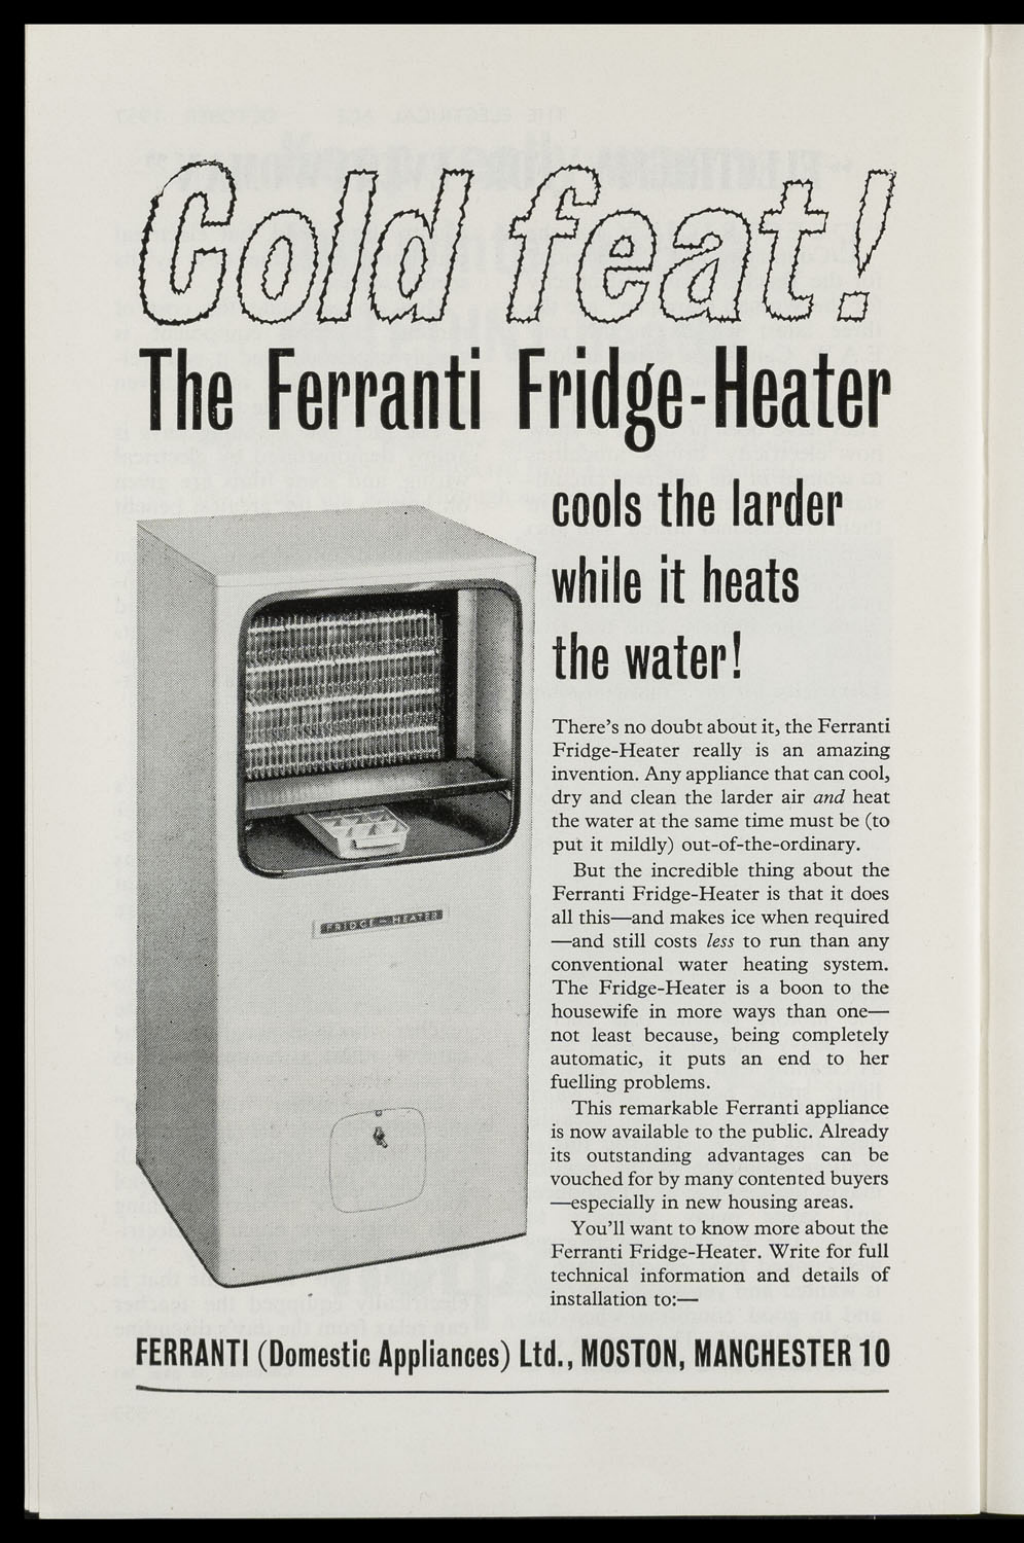 Cold feat!
The Ferranti Fridge-Heater
cools the larder
while it heats
the water!
There's no doubt about it, the Ferranti
Fridge-Heater really is an amazing
invention. Any appliance that can cool,
dry and clean the larder air and heat
the water at the same time must be (to
put it mildly) out-of-the-ordinary.
But the incredible thing about the
Ferranti Fridge-Heater is that it does
all this—and makes ice when required
—and still costs less to run than any
conventional water heating system.
The Fridge-Heater is a boon to the
housewife in more ways than one—
not least because, being completely
automatic, it puts an end to her
fuelling problems.
This remarkable Ferranti appliance
is now available to the public. Already
its outstanding advantages can be
vouched for by many contented buyers
—especially in new housing areas.
You'll want to know more about the
Ferranti Fridge-Heater. Write for full
technical information and details of
installation to:—
FRIDGE-HEATER
FERRANTI (Domestic Appliances) Ltd., MOSTON, MANCHESTER 10